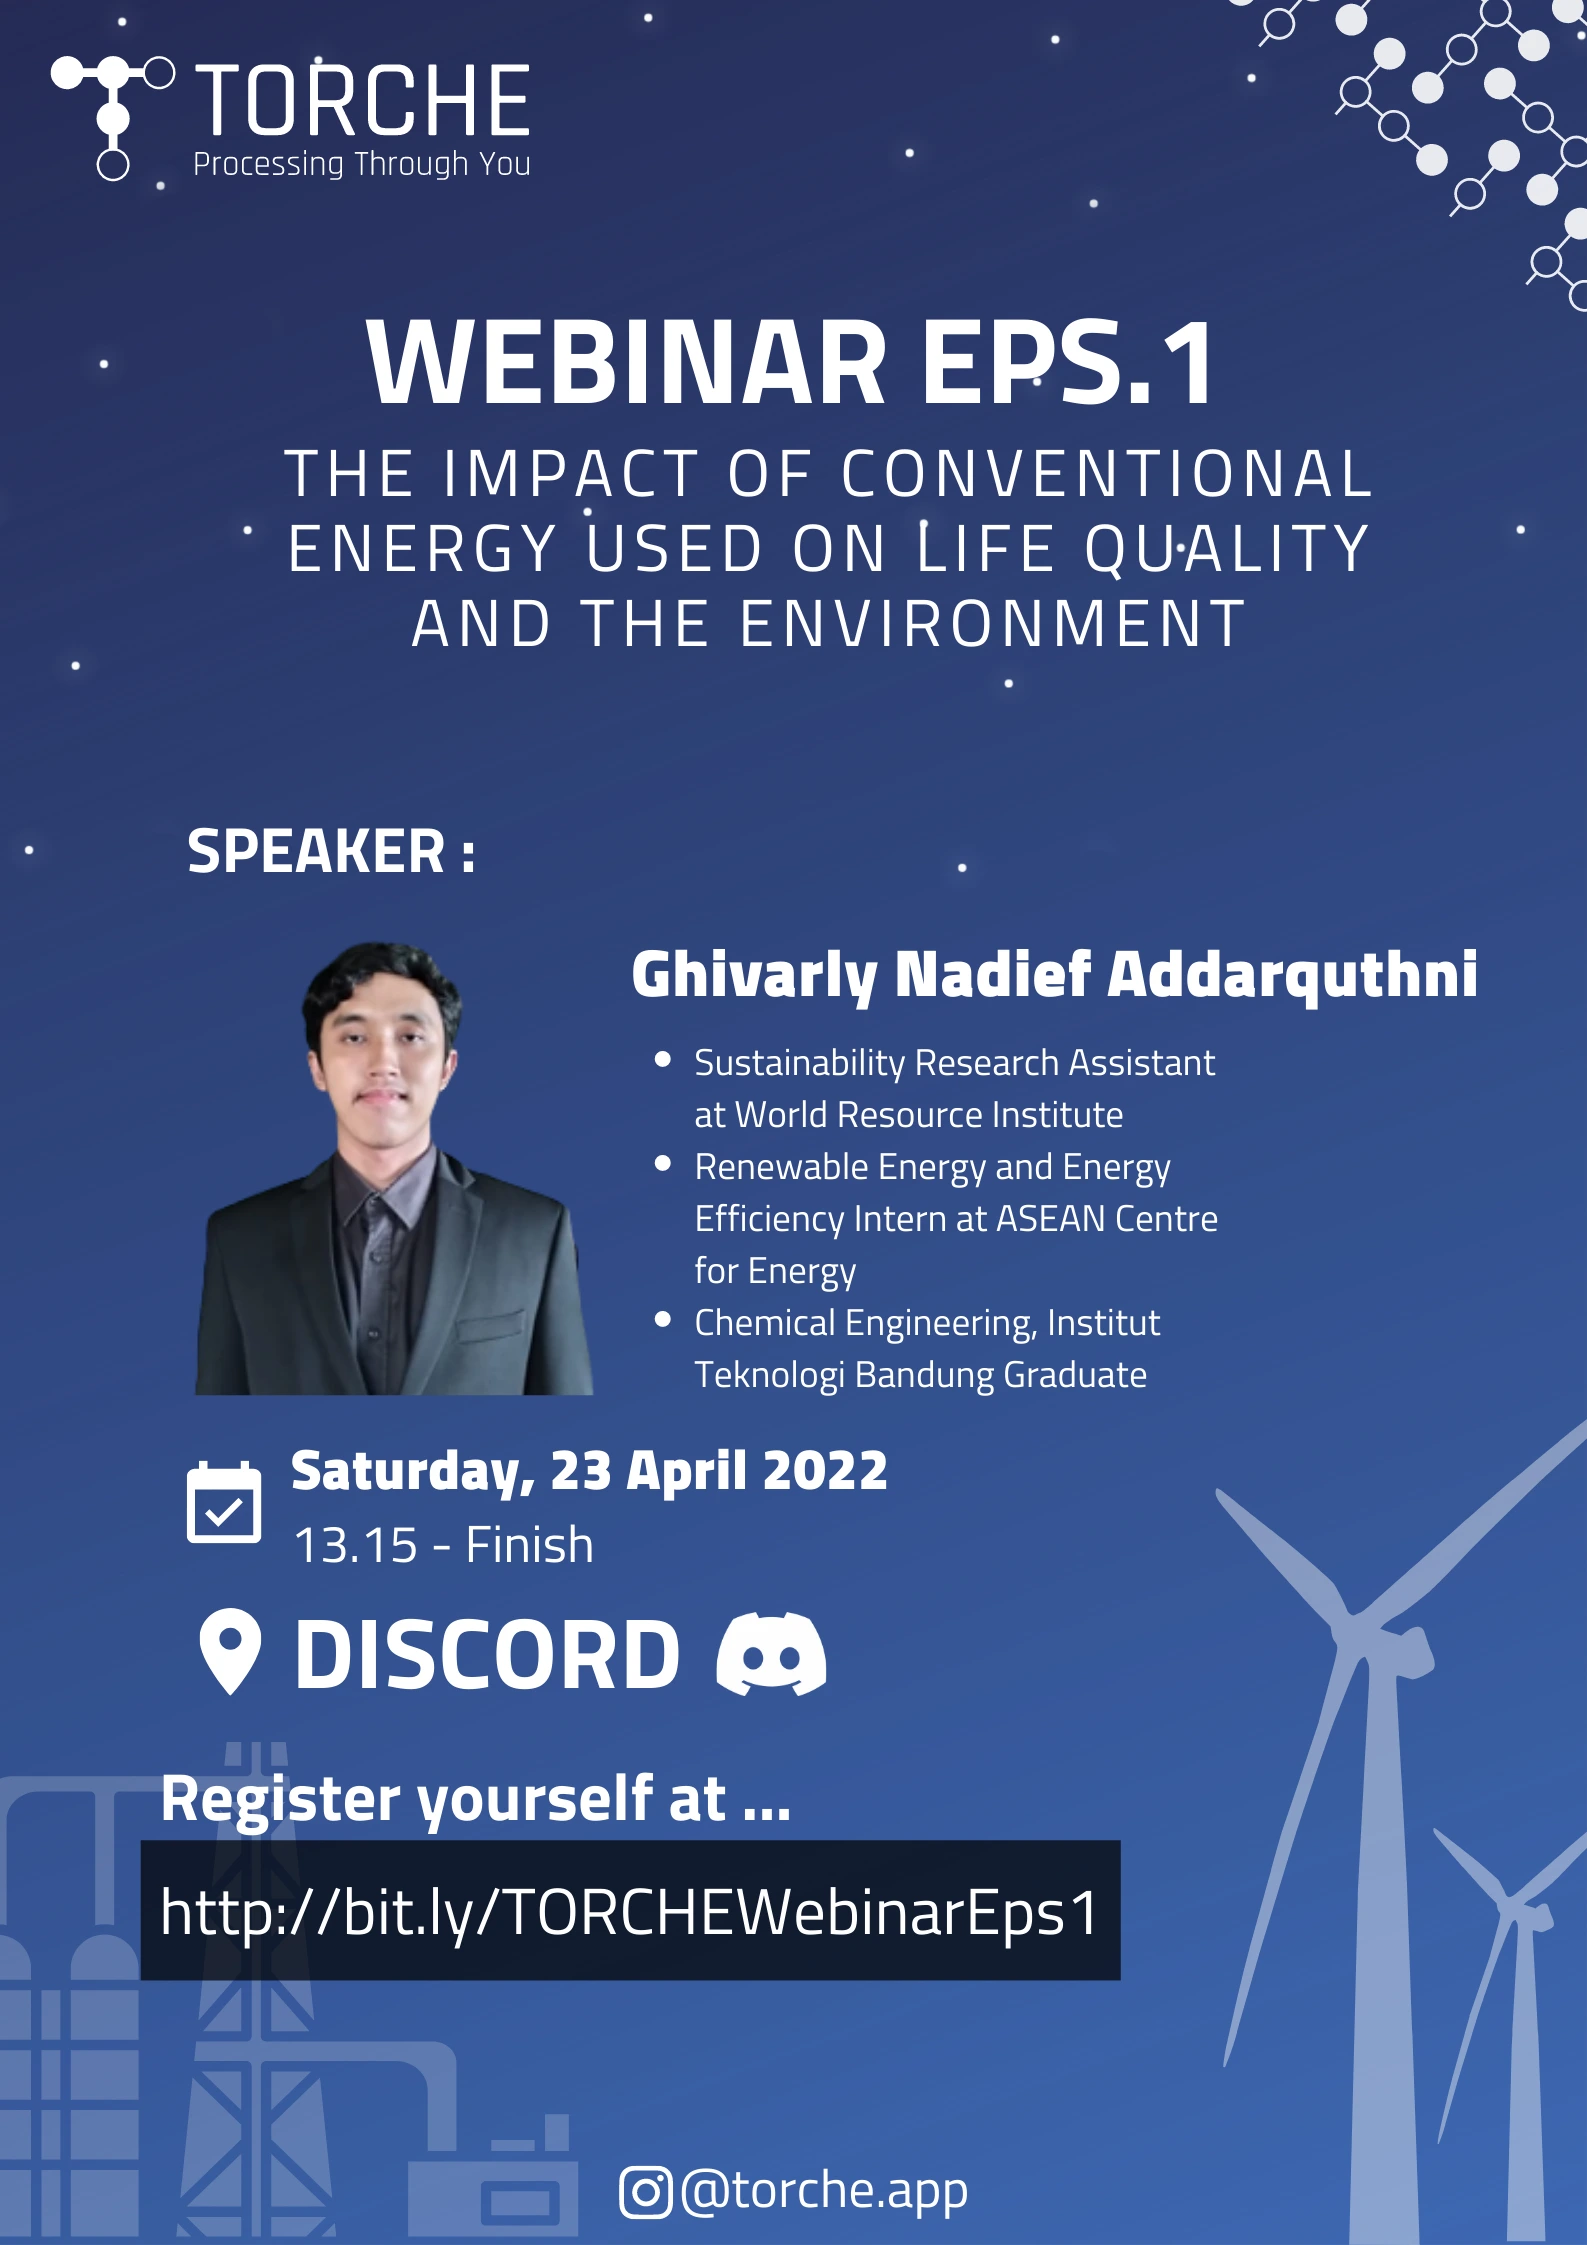 TORCHE
Processing Through You
WEBINAR EPS.1
THE IMPACT OF CONVENTIONAL
ENERGY USED ON LIFE QUALITY
AND THE ENVIRONMENT
SPEAKER :
Ghivarly Nadief Addarquthni
Sustainability Research Assistant
at World Resource Institute
Renewable Energy and Energy
Efficiency Intern at ASEAN Centre
for Energy
Chemical Engineering, Institut
Teknologi Bandung Graduate
Saturday, 23 April 2022
13.15 - Finish
DISCORD
Register yourself at ...
http://bit.ly/TORCHEWebinarEps1
@torche.app